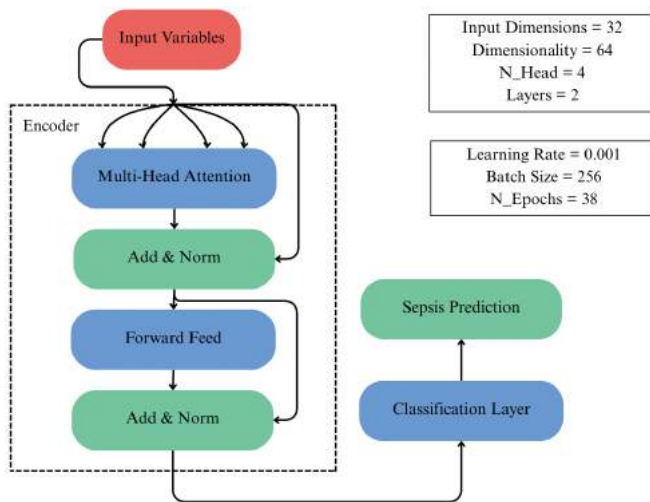 Input Variables
Input Dimensions = 32
Dimensionality = 64
N_Head = 4
Layers = 2
Encoder
Multi-Head Attention
Learning Rate = 0.001
Batch Size = 256
N_Epochs = 38
Add & Norm
Sepsis Prediction
Forward Feed
Add & Norm
Classification Layer